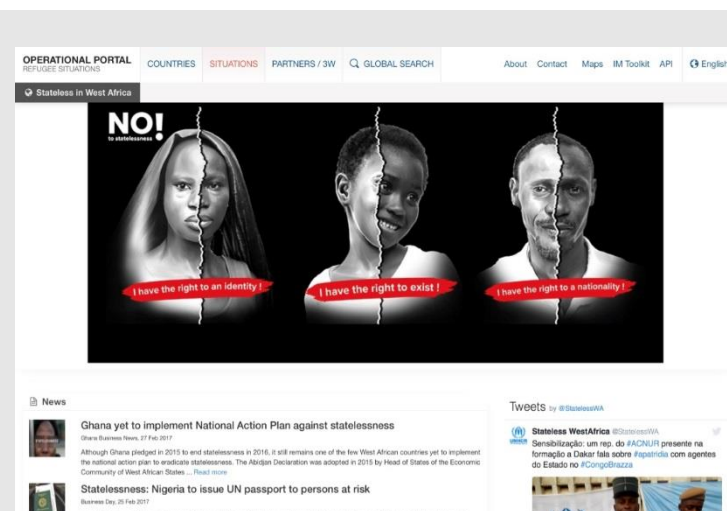 OPERATIONAL PORTAL
REFUGEE SITUATIONS
COUNTRIES SITUATIONS PARTNERS / 3W GLOBAL SEARCH About Contact Maps IM Toolkit API English
Stateless in West Africa
NO!
to statelessness
I have the right to an identity !
I have the right to exist !
I have the right to a nationality !
News
Ghana yet to implement National Action Plan against statelessness
Ghana Business News, 27 Feb 2017
Although Ghana pledged in 2015 to end statelessness in 2016, it still remains one of the few West African countries yet to implement
the national action plan to eradicate statelessness. The Abidjan Declaration was adopted in 2015 by Head of States of the Economic
Community of West African States ... Read more
Statelessness: Nigeria to issue UN passport to persons at risk
Business Day, 25 Feb 2017
Tweets by @StatelessWA
Stateless WestAfrica @StatelessWA
Sensibilização: um rep. do #ACNUR presente na
formação a Dakar fala sobre #apatridia com agentes
do Estado no #CongoBrazza